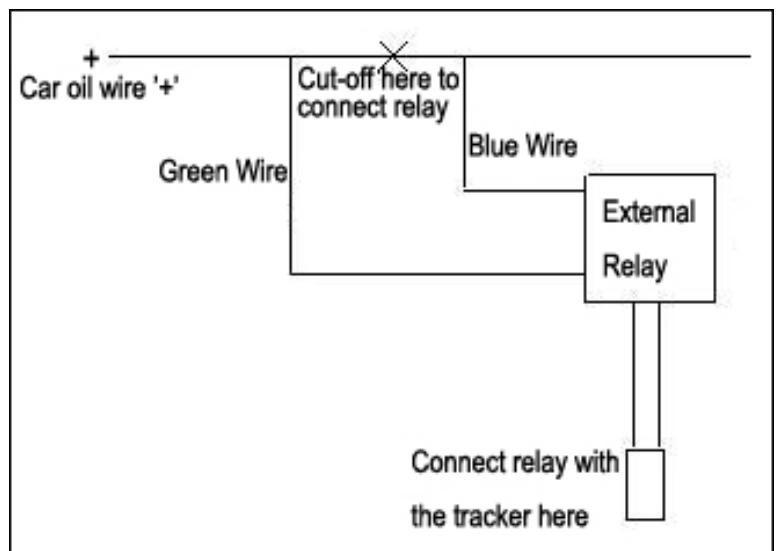 +
Car oil wire '+'
Cut-off here to
connect relay
Green Wire
Blue Wire
External
Relay
Connect relay with
the tracker here